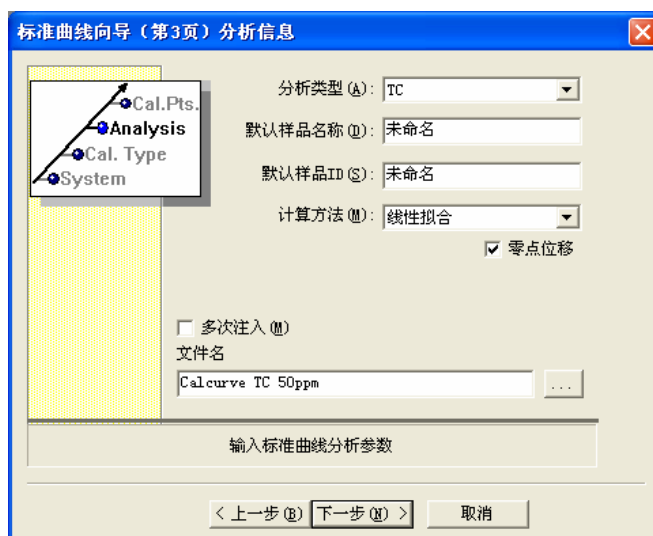 标准曲线向导（第3页）分析信息
Cal.Pts.
Analysis
Cal. Type
System
分析类型(A): TC
默认样品名称(D): 未命名
默认样品ID(S): 未命名
计算方法(M): 线性拟合
零点位移
多次注入(M)
文件名
Calcurve TC 50ppm
...
输入标准曲线分析参数
< 上一步(B) 下一步(N) > 取消